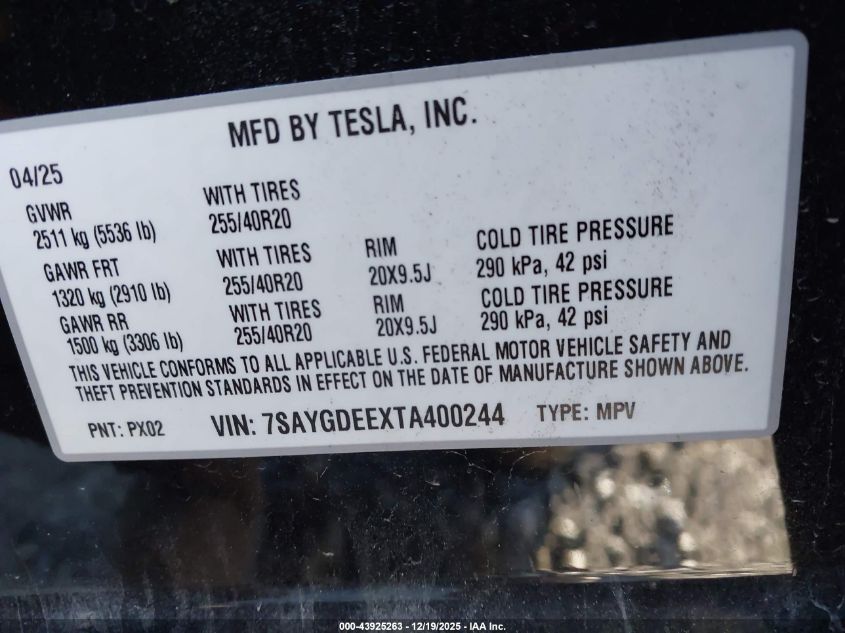 MFD BY TESLA, INC.
04/25
GVWR WITH TIRES
2511 kg (5536 lb) 255/40R20
GAWR FRT WITH TIRES RIM COLD TIRE PRESSURE
1320 kg (2910 lb) 255/40R20 20X9.5J 290 kPa, 42 psi
GAWR RR WITH TIRES RIM COLD TIRE PRESSURE
1500 kg (3306 lb) 255/40R20 20X9.5J 290 kPa, 42 psi
THIS VEHICLE CONFORMS TO ALL APPLICABLE U.S. FEDERAL MOTOR VEHICLE SAFETY AND
THEFT PREVENTION STANDARDS IN EFFECT ON THE DATE OF MANUFACTURE SHOWN ABOVE.
PNT: PX02 VIN: 7SAYGDEEXTA400244 TYPE: MPV
000-43925263 - 12/19/2025 - IAA Inc.